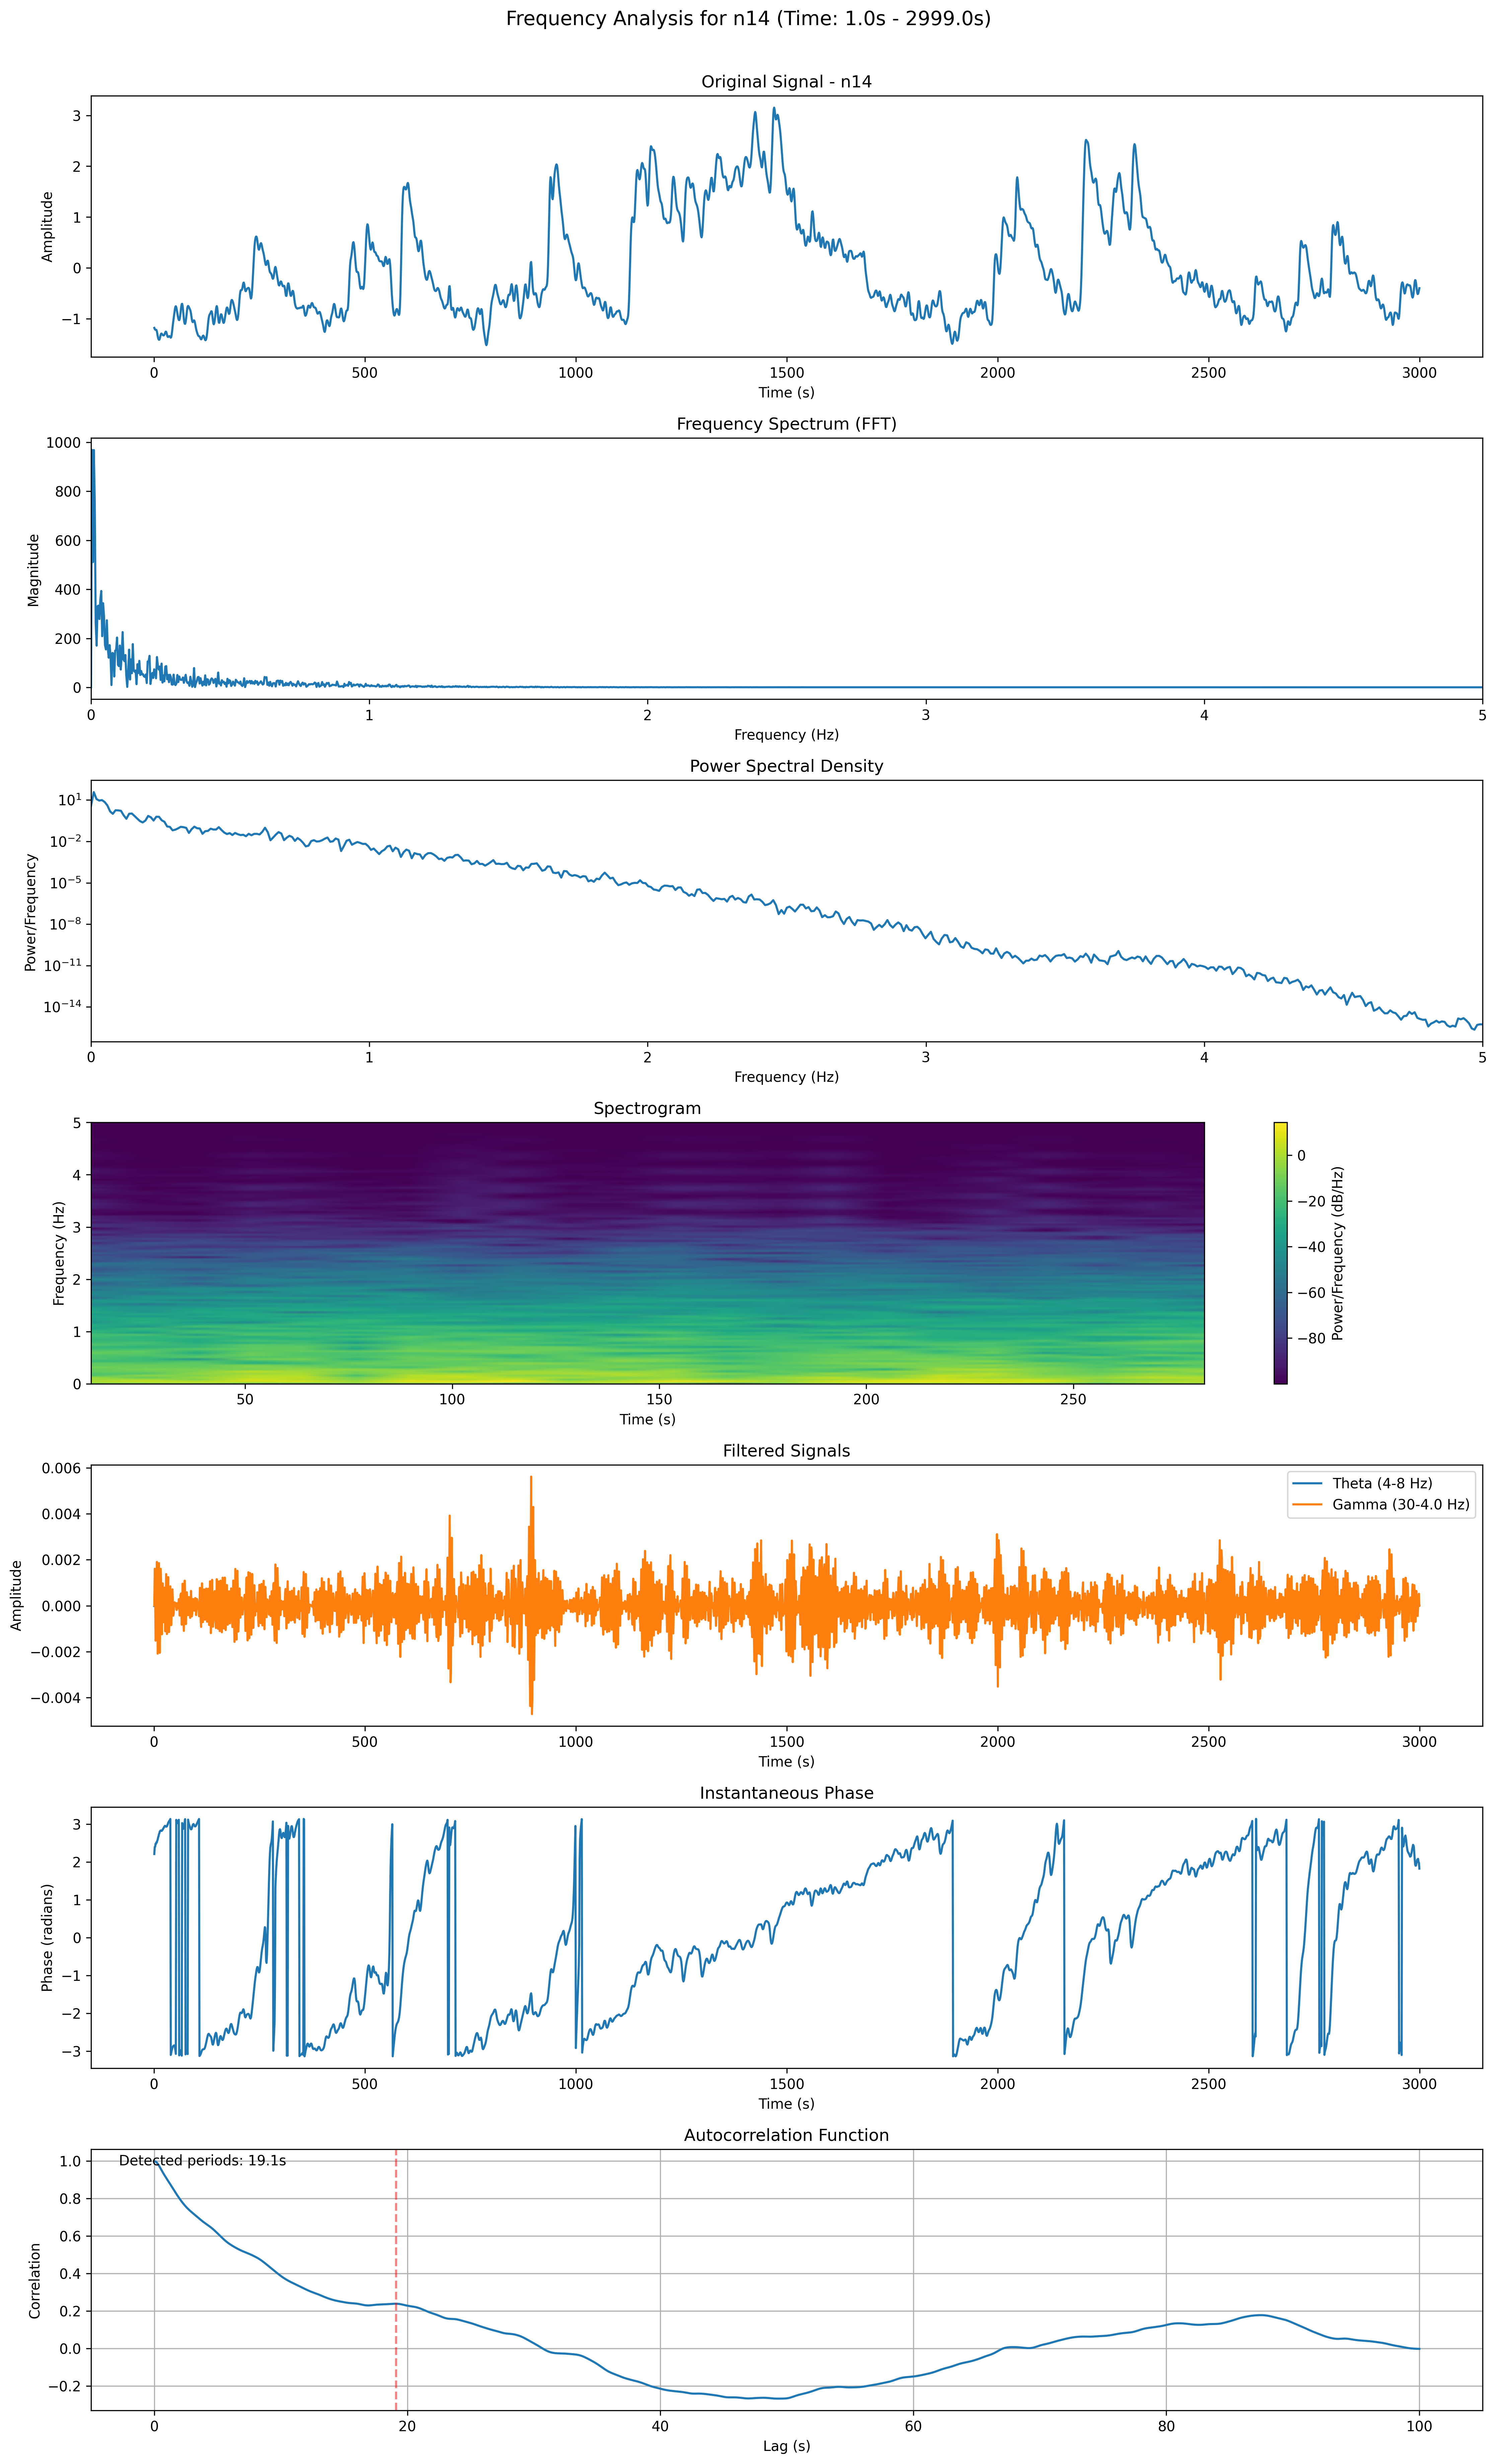 Frequency Analysis for n14 (Time: 1.0s - 2999.0s)
Original Signal - n14
3
2
1
0
−1
Amplitude
0 500 1000 1500 2000 2500 3000
Time (s)
Frequency Spectrum (FFT)
1000
800
600
400
200
0
Magnitude
0 1 2 3 4 5
Frequency (Hz)
Power Spectral Density
10¹
10⁻²
10⁻⁵
10⁻⁸
10⁻¹¹
10⁻¹⁴
Power/Frequency
0 1 2 3 4 5
Frequency (Hz)
Spectrogram
5
4
3
2
1
0
Frequency (Hz)
50 100 150 200 250
Time (s)
0
−20
−40
−60
−80
Power/Frequency (dB/Hz)
Filtered Signals
0.006
0.004
0.002
0.000
−0.002
−0.004
Amplitude
Theta (4-8 Hz)
Gamma (30-4.0 Hz)
0 500 1000 1500 2000 2500 3000
Time (s)
Instantaneous Phase
3
2
1
0
−1
−2
−3
Phase (radians)
0 500 1000 1500 2000 2500 3000
Time (s)
Autocorrelation Function
Detected periods: 19.1s
1.0
0.8
0.6
0.4
0.2
0.0
−0.2
Correlation
0 20 40 60 80 100
Lag (s)